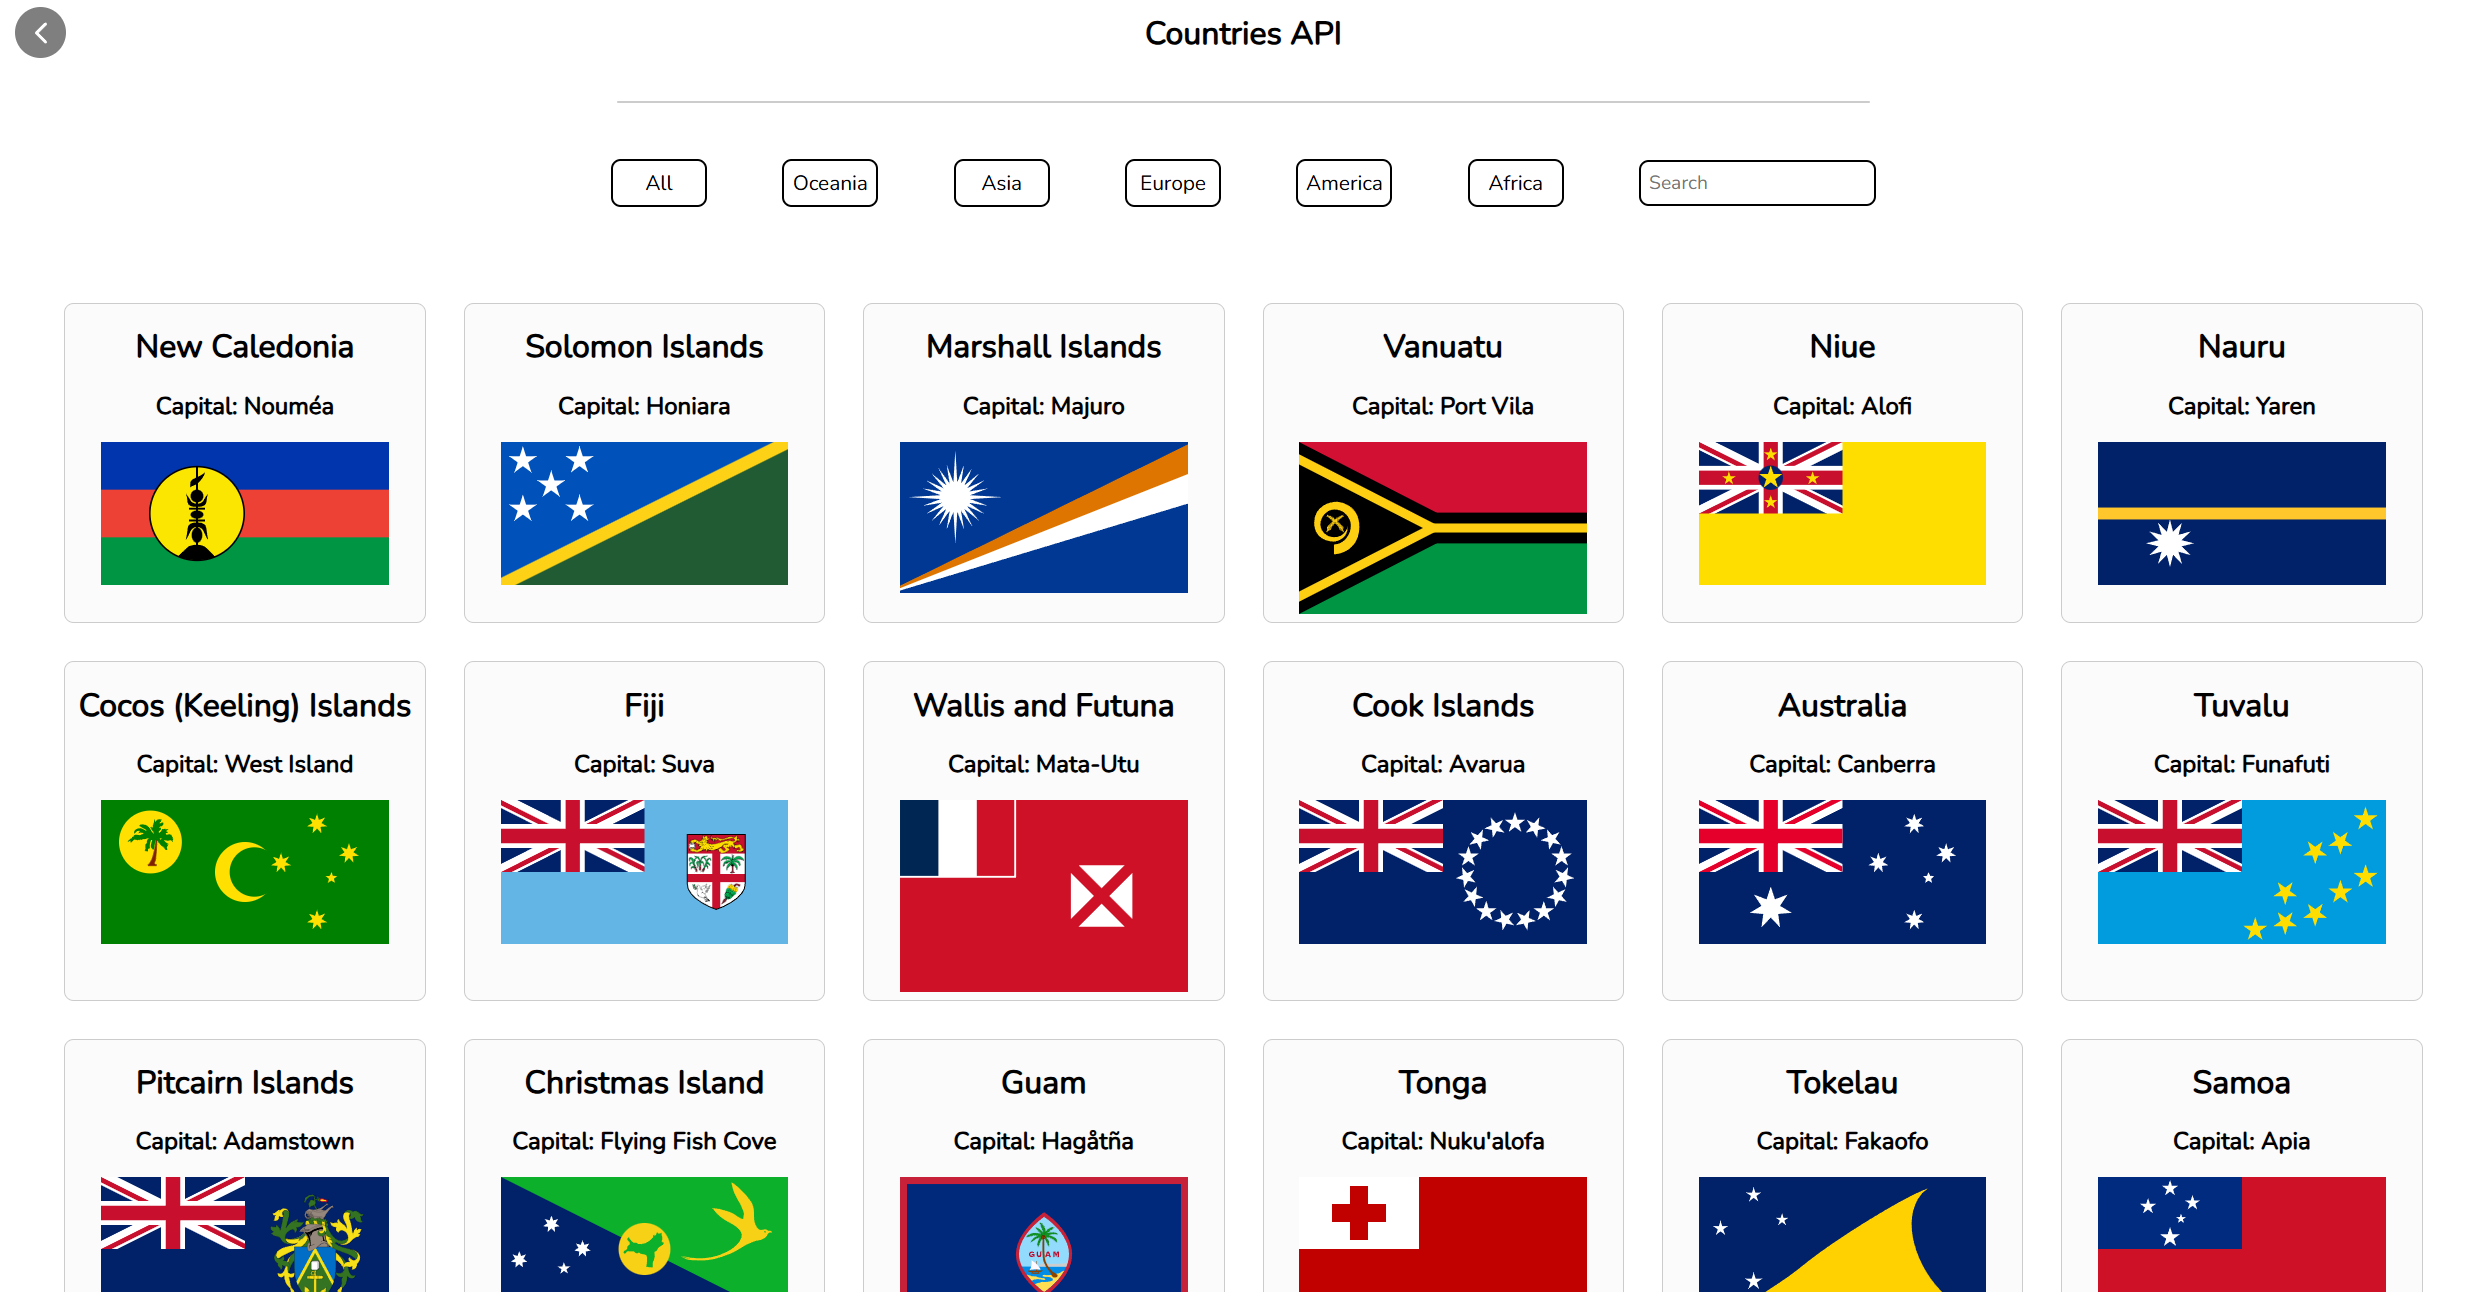 Countries API
All Oceania Asia Europe America Africa Search
New Caledonia Solomon Islands Marshall Islands Vanuatu Niue Nauru
Capital: Nouméa Capital: Honiara Capital: Majuro Capital: Port Vila Capital: Alofi Capital: Yaren
Cocos (Keeling) Islands Fiji Wallis and Futuna Cook Islands Australia Tuvalu
Capital: West Island Capital: Suva Capital: Mata-Utu Capital: Avarua Capital: Canberra Capital: Funafuti
Pitcairn Islands Christmas Island Guam Tonga Tokelau Samoa
Capital: Adamstown Capital: Flying Fish Cove Capital: Hagåtña Capital: Nuku'alofa Capital: Fakaofo Capital: Apia
GUAM